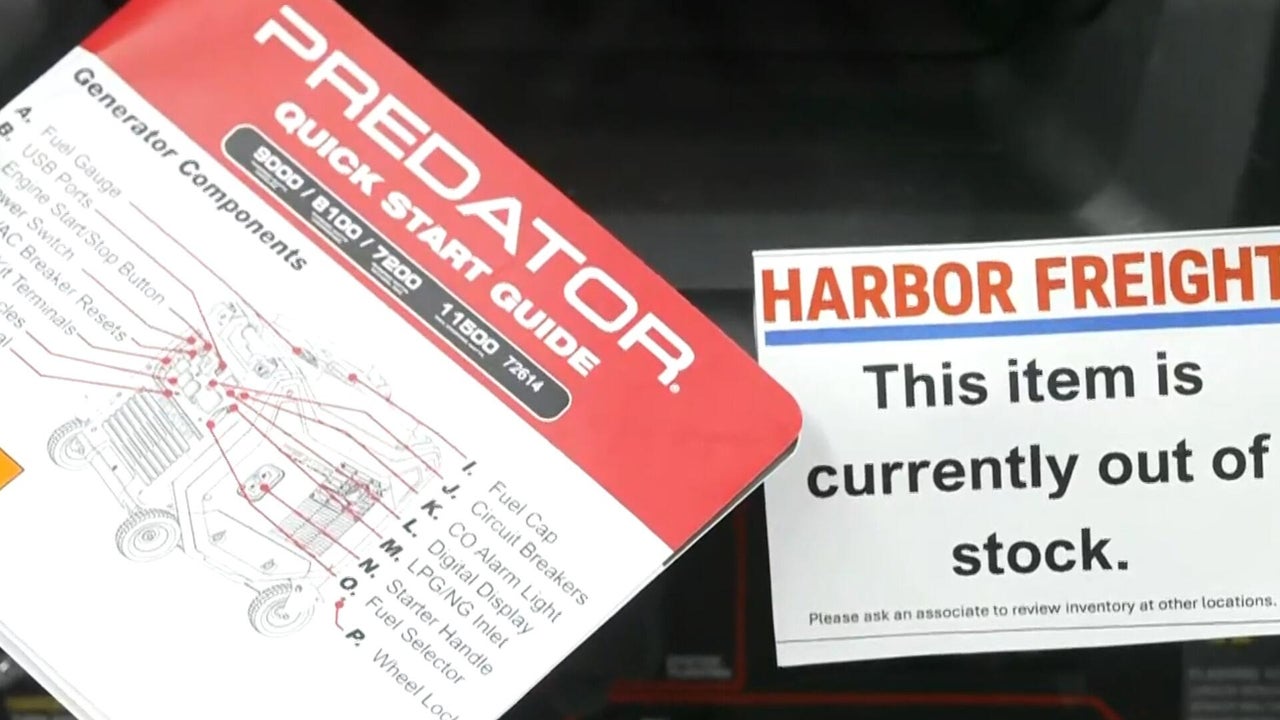 PREDATOR®
QUICK START GUIDE
9000 / 8100 / 7200 11500 72614
Generator Components
A. Fuel Gauge
B. USB Ports
Engine Start/Stop Button
Switch
AC Breaker Resets
Terminals
I. Fuel Cap
J. Circuit Breakers
K. CO Alarm Light
L. Digital Display
M. LPG/NG Inlet
N. Starter Handle
O. Fuel Selector
P. Wheel Lock
HARBOR FREIGHT
This item is
currently out of
stock.
Please ask an associate to review inventory at other locations.